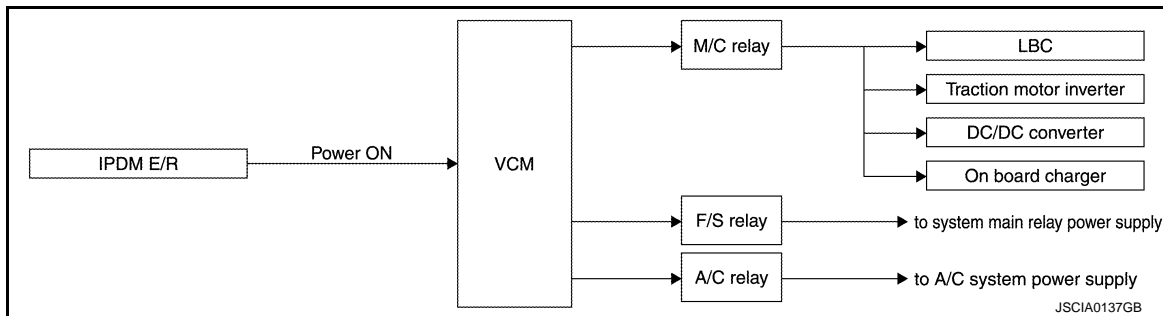 M/C relay
LBC
Traction motor inverter
DC/DC converter
On board charger
IPDM E/R
Power ON
VCM
F/S relay
to system main relay power supply
A/C relay
to A/C system power supply
JSCIA0137GB